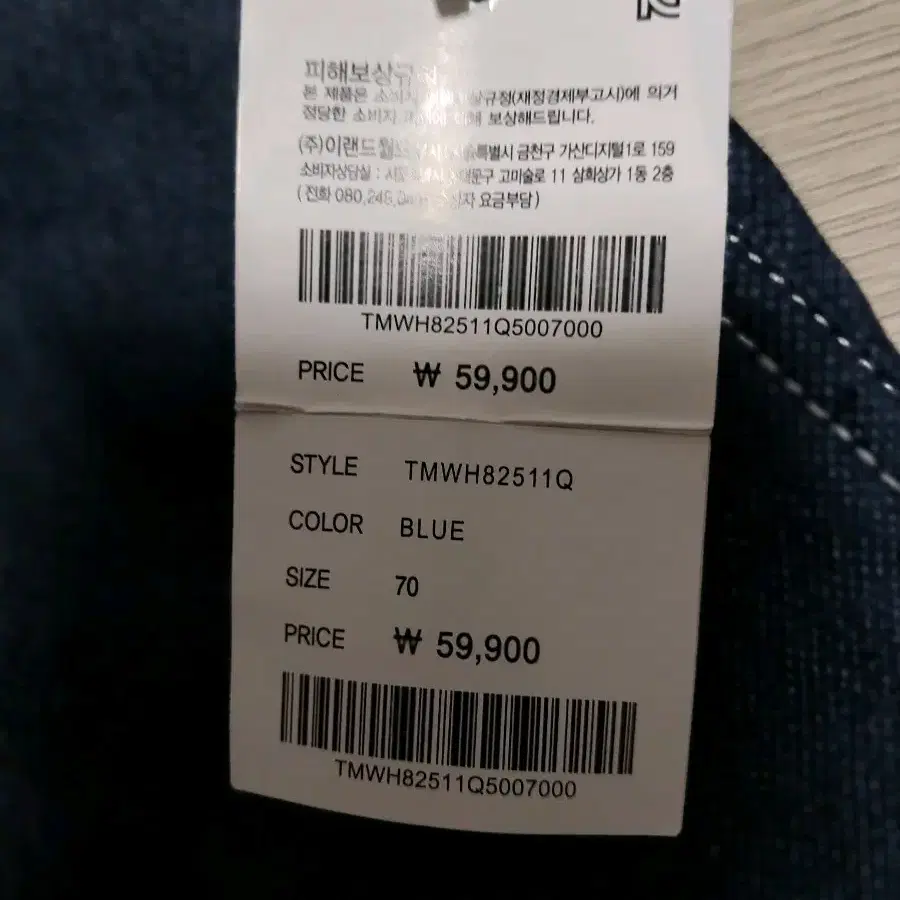 피해보상규정
본 제품은 소비자 상규정(재정경제부고시)에 의거
정당한 소비자 피해 보상해드립니다.
(주)이랜드월드 특별시 금천구 가산디지털1로 159
소비자상담실 : 대문구 고미술로 11 삼희상가 1동 2층
(전화 080, 요금부담)
TMWH82511Q5007000
PRICE ₩ 59,900
STYLE TMWH82511Q
COLOR BLUE
SIZE 70
PRICE ₩ 59,900
TMWH82511Q5007000